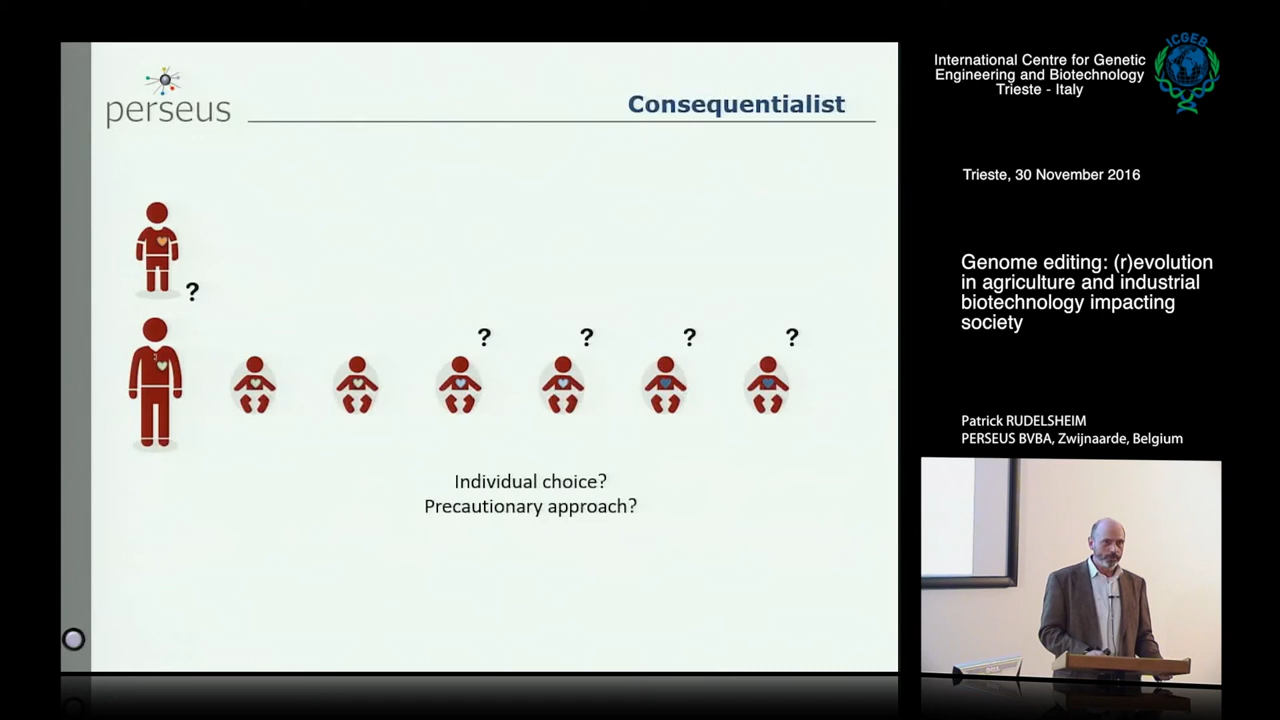 perseus
Consequentialist
?
? ? ? ?
Individual choice?
Precautionary approach?
ICGEB
International Centre for Genetic
Engineering and Biotechnology
Trieste - Italy
Trieste, 30 November 2016
Genome editing: (r)evolution
in agriculture and industrial
biotechnology impacting
society
Patrick RUDELSHEIM
PERSEUS BVBA, Zwijnaarde, Belgium